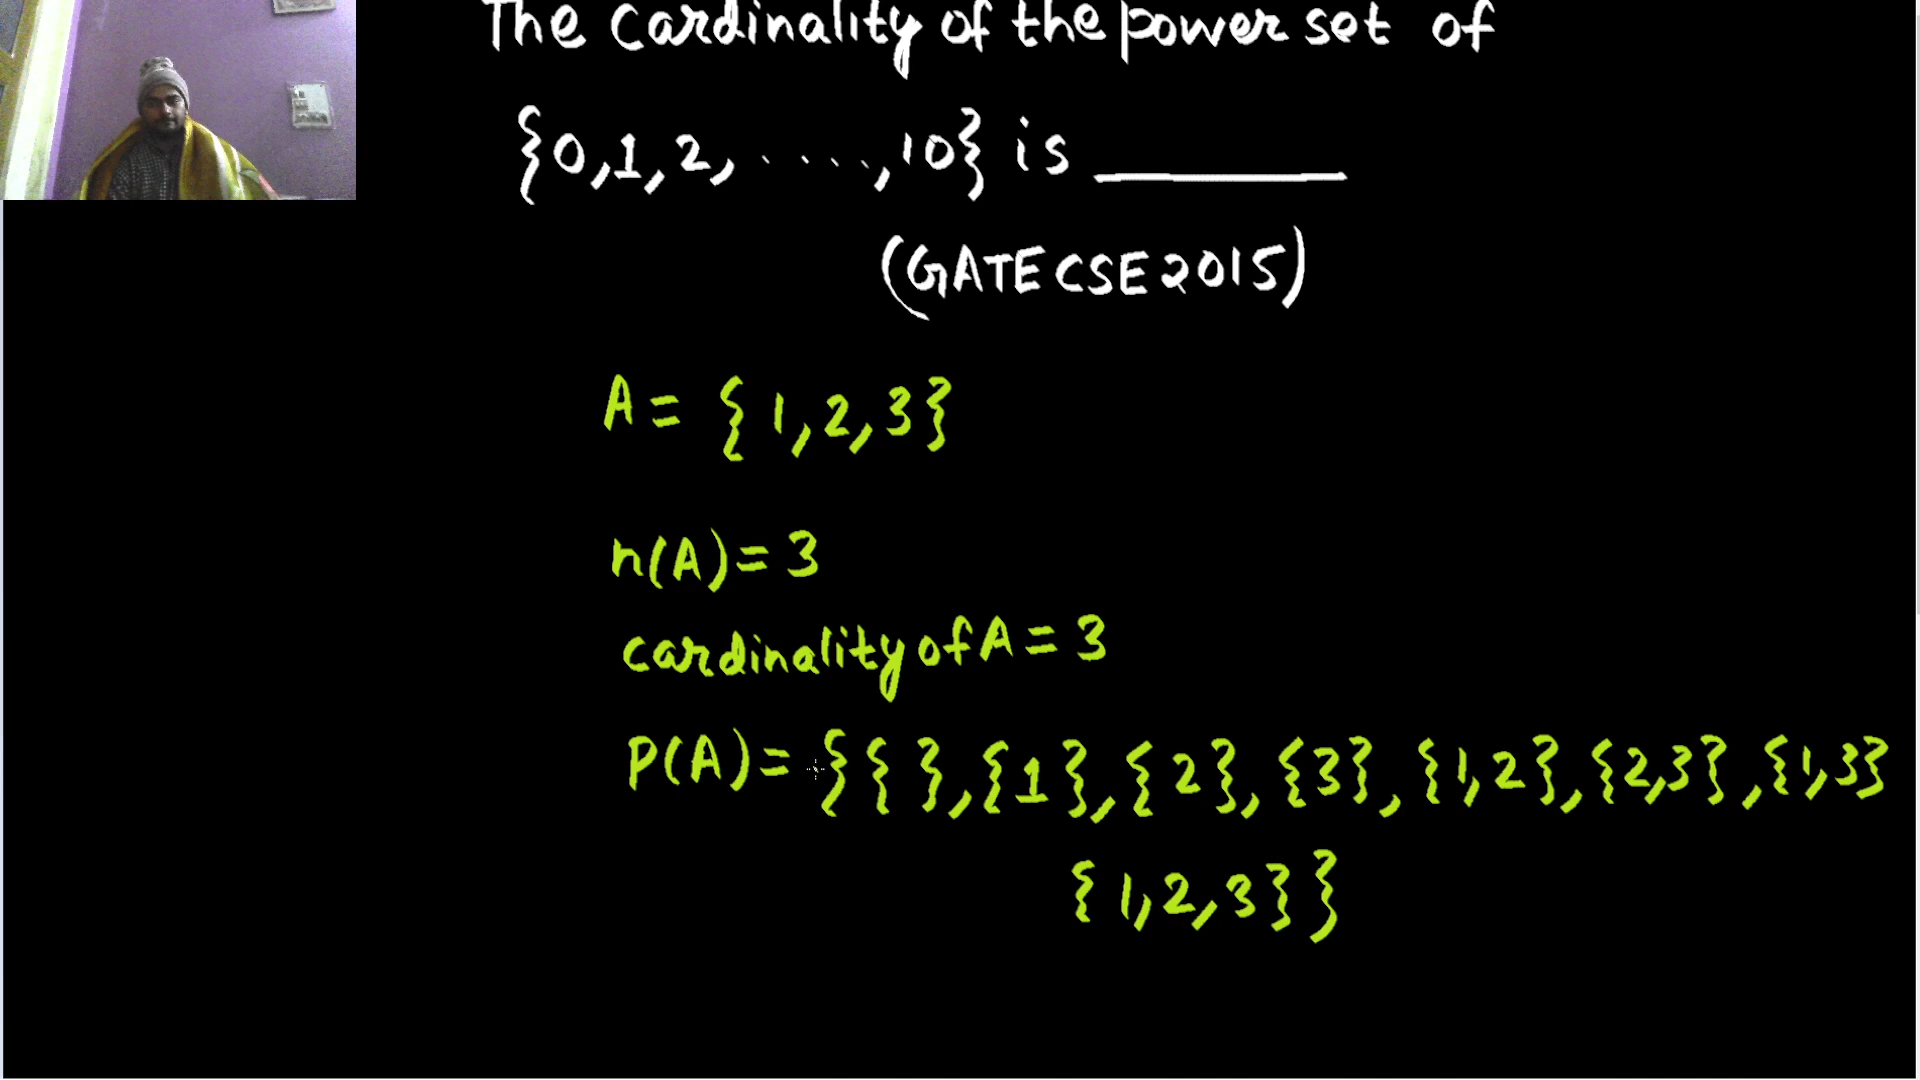 The cardinality of the power set of
{0,1,2,.....,10} is ______
(GATE CSE 2015)
A = {1,2,3}
n(A) = 3
cardinality of A = 3
P(A) = {{ },{1},{2},{3},{1,2},{2,3},{1,3}
{1,2,3}}